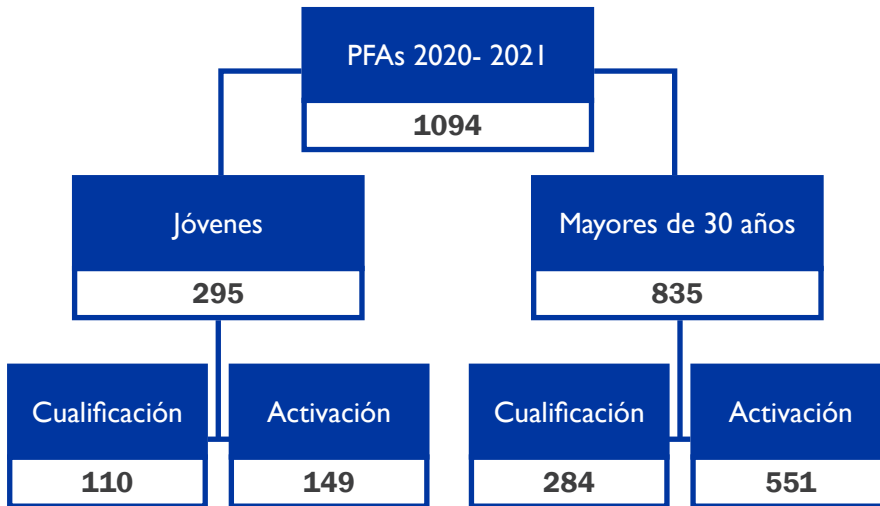 PFAs 2020- 2021
1094
Jóvenes
295
Mayores de 30 años
835
Cualificación
110
Activación
149
Cualificación
284
Activación
551